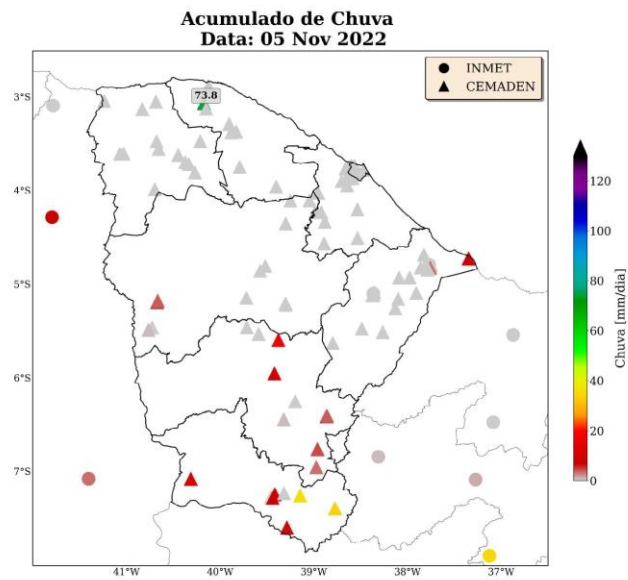 Acumulado de Chuva
Data: 05 Nov 2022
INMET
CEMADEN
73.8
3°S
4°S
5°S
6°S
7°S
41°W
40°W
39°W
38°W
37°W
120
100
80
60
40
20
0
Chuva [mm/dia]